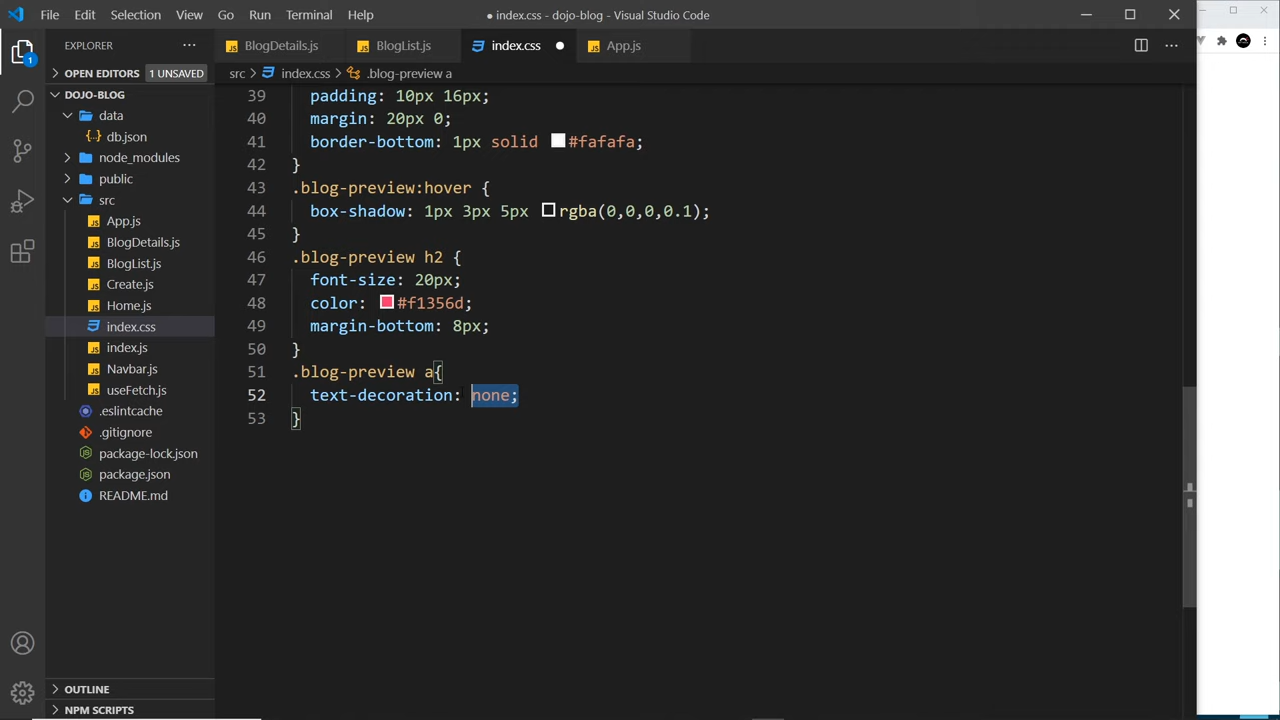 File Edit Selection View Go Run Terminal Help
● index.css - dojo-blog - Visual Studio Code
EXPLORER
BlogDetails.js
BlogList.js
index.css
App.js
OPEN EDITORS 1 UNSAVED
src > index.css > .blog-preview a
DOJO-BLOG
data
db.json
node_modules
public
src
App.js
BlogDetails.js
BlogList.js
Create.js
Home.js
index.css
index.js
Navbar.js
useFetch.js
.eslintcache
.gitignore
package-lock.json
package.json
README.md
OUTLINE
NPM SCRIPTS
1
39 padding: 10px 16px;
40 margin: 20px 0;
41 border-bottom: 1px solid #fafafa;
42 }
43 .blog-preview:hover {
44 box-shadow: 1px 3px 5px rgba(0,0,0,0.1);
45 }
46 .blog-preview h2 {
47 font-size: 20px;
48 color: #f1356d;
49 margin-bottom: 8px;
50 }
51 .blog-preview a{
52 text-decoration: none;
53 }